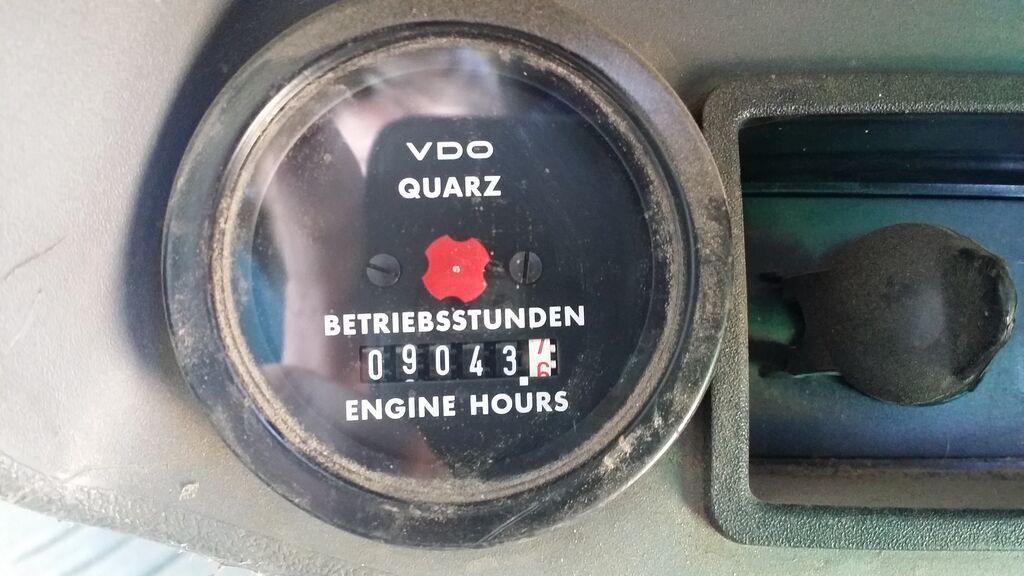 VDO
QUARZ
BETRIEBSSTUNDEN
09043.
ENGINE HOURS